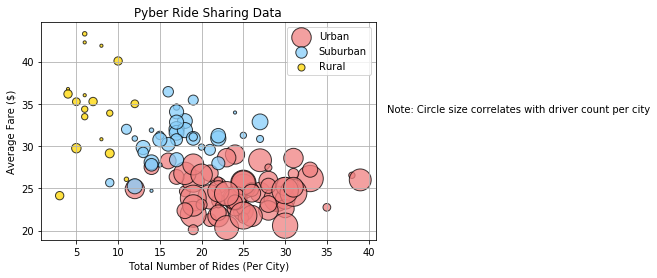 Pyber Ride Sharing Data
Urban
Suburban
Rural
40
35
30
25
20
Average Fare ($)
5
10
15
20
25
30
35
40
Total Number of Rides (Per City)
Note: Circle size correlates with driver count per city